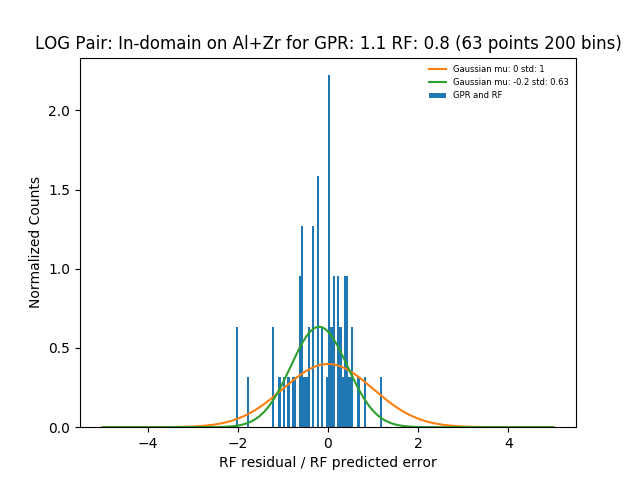 LOG Pair: In-domain on Al+Zr for GPR: 1.1 RF: 0.8 (63 points 200 bins)
Gaussian mu: 0 std: 1
Gaussian mu: -0.2 std: 0.63
GPR and RF
Normalized Counts
2.0
1.5
1.0
0.5
0.0
−4 −2 0 2 4
RF residual / RF predicted error